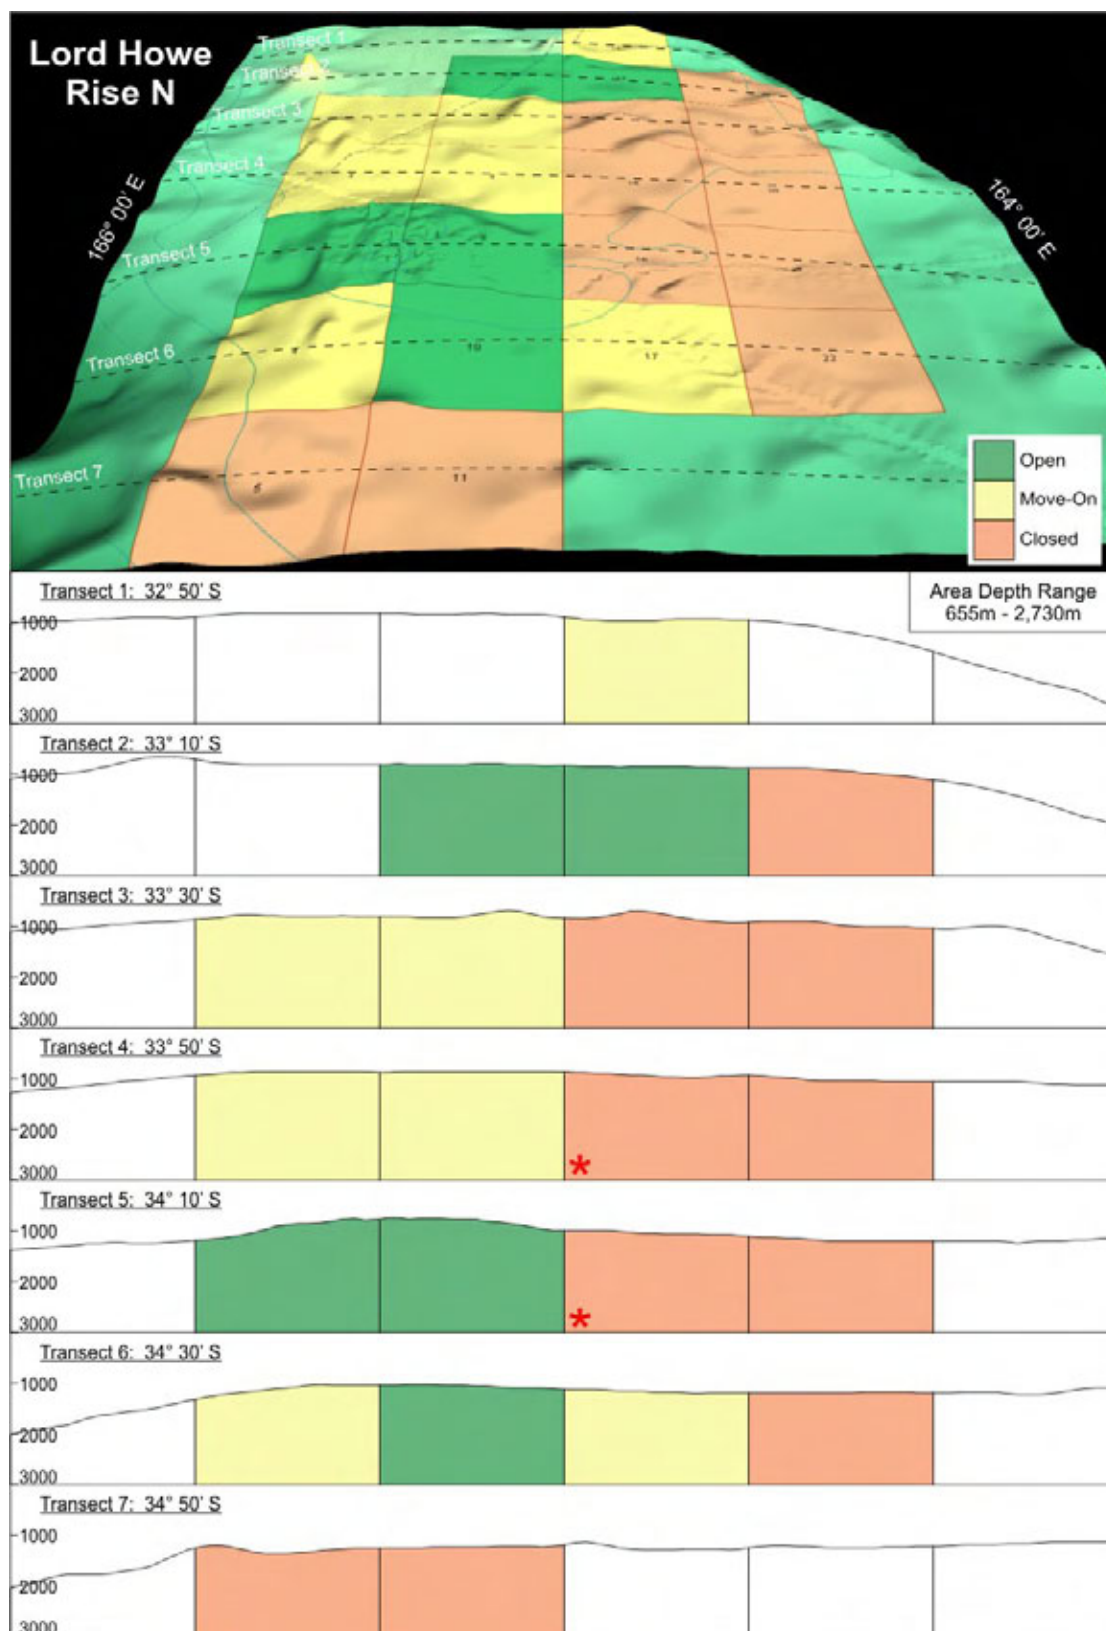 Lord Howe
Rise N
Transect 1
Transect 2
Transect 3
Transect 4
Transect 5
Transect 6
Transect 7
166° 00' E
164° 00' E
10
17
22
11
Open
Move-On
Closed
Area Depth Range
655m - 2,730m
Transect 1: 32° 50' S
1000
2000
3000
Transect 2: 33° 10' S
1000
2000
3000
Transect 3: 33° 30' S
1000
2000
3000
Transect 4: 33° 50' S
1000
2000
3000
*
Transect 5: 34° 10' S
1000
2000
3000
*
Transect 6: 34° 30' S
1000
2000
3000
Transect 7: 34° 50' S
1000
2000
3000